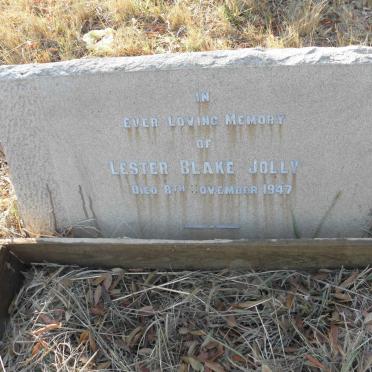 IN
EVER LOVING MEMORY
OF
LESTER BLAKE JOLLY
DIED 8TH NOVEMBER 1947